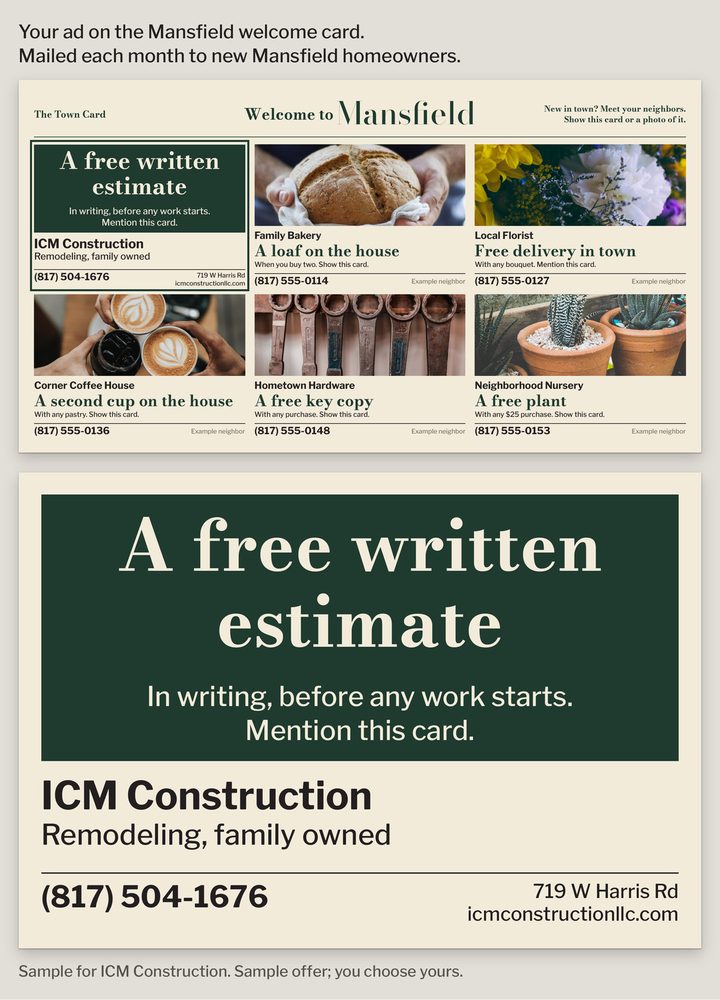 Your ad on the Mansfield welcome card.
Mailed each month to new Mansfield homeowners.
The Town Card
Welcome to Mansfield
New in town? Meet your neighbors.
Show this card or a photo of it.
A free written
estimate
In writing, before any work starts.
Mention this card.
ICM Construction
Remodeling, family owned
(817) 504-1676
719 W Harris Rd
icmconstructionllc.com
Family Bakery
A loaf on the house
When you buy two. Show this card.
(817) 555-0114
Example neighbor
Local Florist
Free delivery in town
With any bouquet. Mention this card.
(817) 555-0127
Example neighbor
Corner Coffee House
A second cup on the house
With any pastry. Show this card.
(817) 555-0136
Example neighbor
Hometown Hardware
A free key copy
With any purchase. Show this card.
(817) 555-0148
Example neighbor
Neighborhood Nursery
A free plant
With any $25 purchase. Show this card.
(817) 555-0153
Example neighbor
A free written
estimate
In writing, before any work starts.
Mention this card.
ICM Construction
Remodeling, family owned
(817) 504-1676
719 W Harris Rd
icmconstructionllc.com
Sample for ICM Construction. Sample offer; you choose yours.